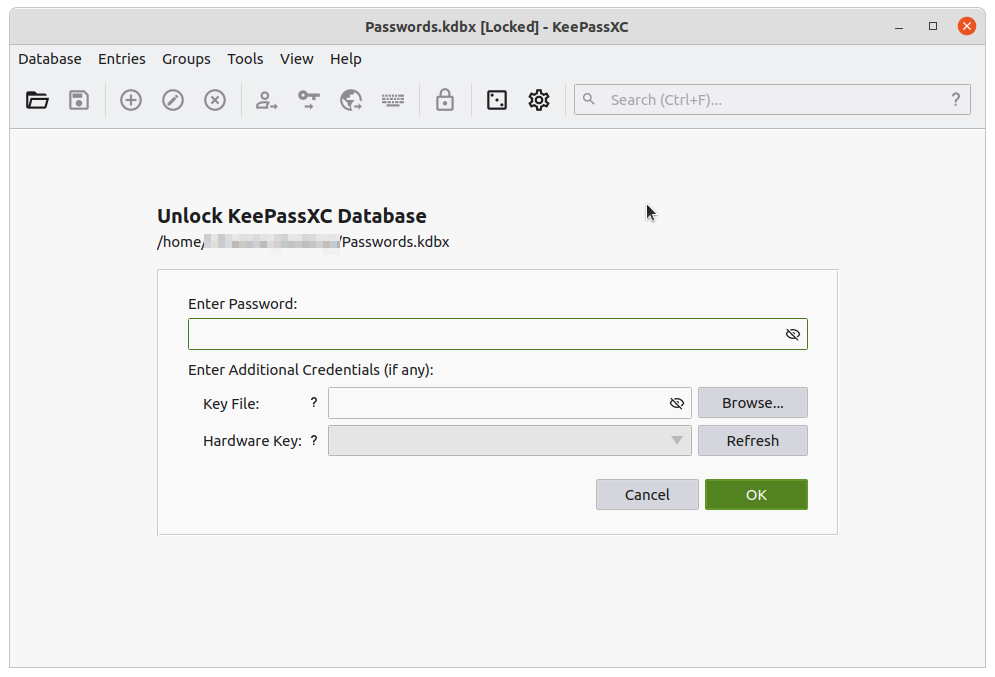 Passwords.kdbx [Locked] - KeePassXC
Database Entries Groups Tools View Help
Search (Ctrl+F)... ?
Unlock KeePassXC Database
/home/ /Passwords.kdbx
Enter Password:
Enter Additional Credentials (if any):
Key File: ? Browse...
Hardware Key: ? Refresh
Cancel OK